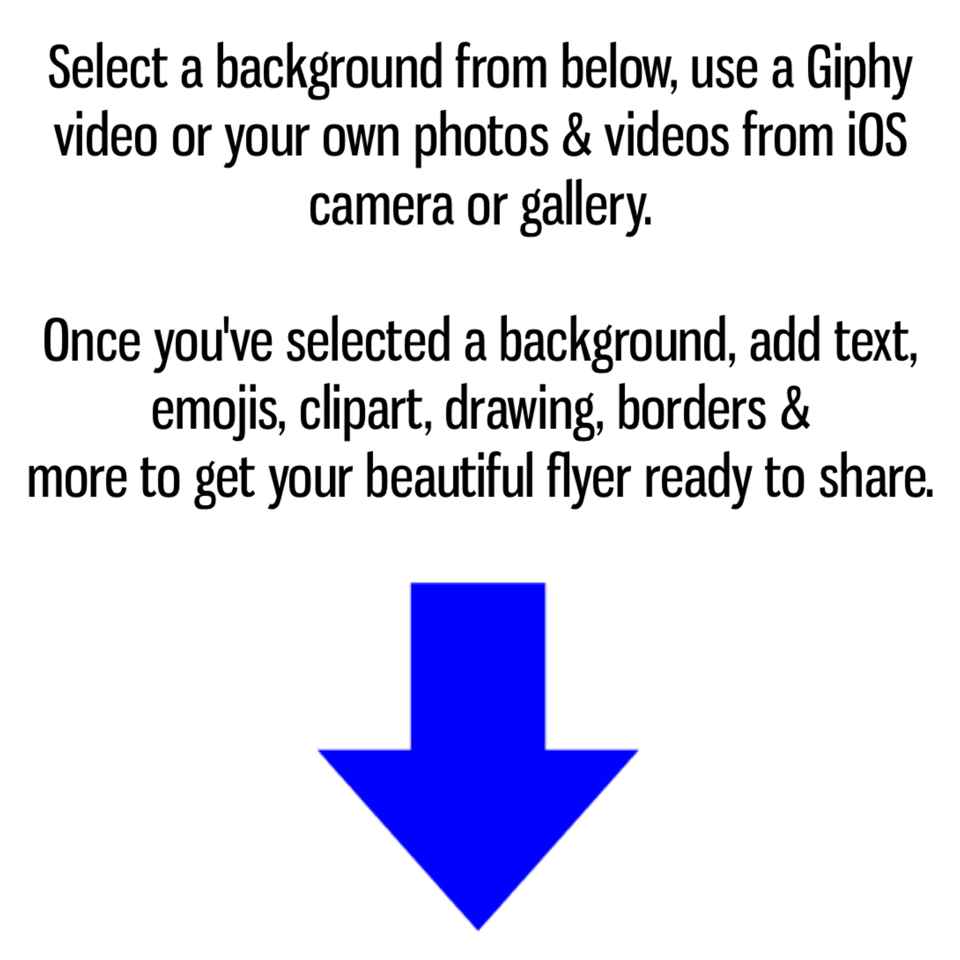 Select a background from below, use a Giphy
video or your own photos & videos from iOS
camera or gallery.
Once you've selected a background, add text,
emojis, clipart, drawing, borders &
more to get your beautiful flyer ready to share.